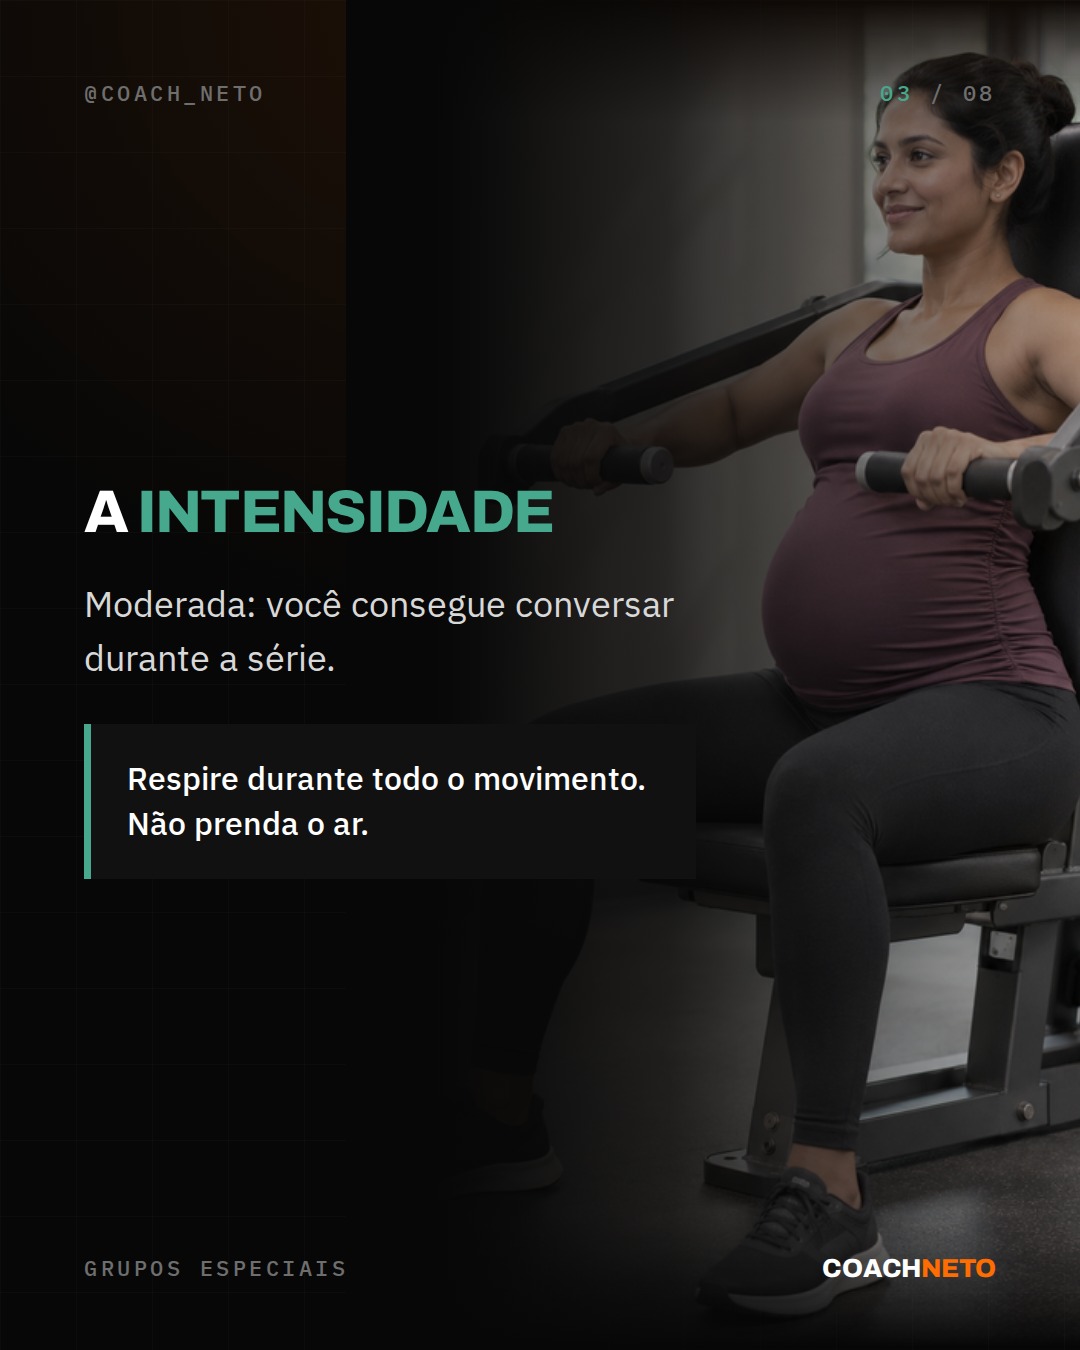 @COACH_NETO
03 / 08
A INTENSIDADE
Moderada: você consegue conversar
durante a série.
Respire durante todo o movimento.
Não prenda o ar.
GRUPOS ESPECIAIS
COACHNETO